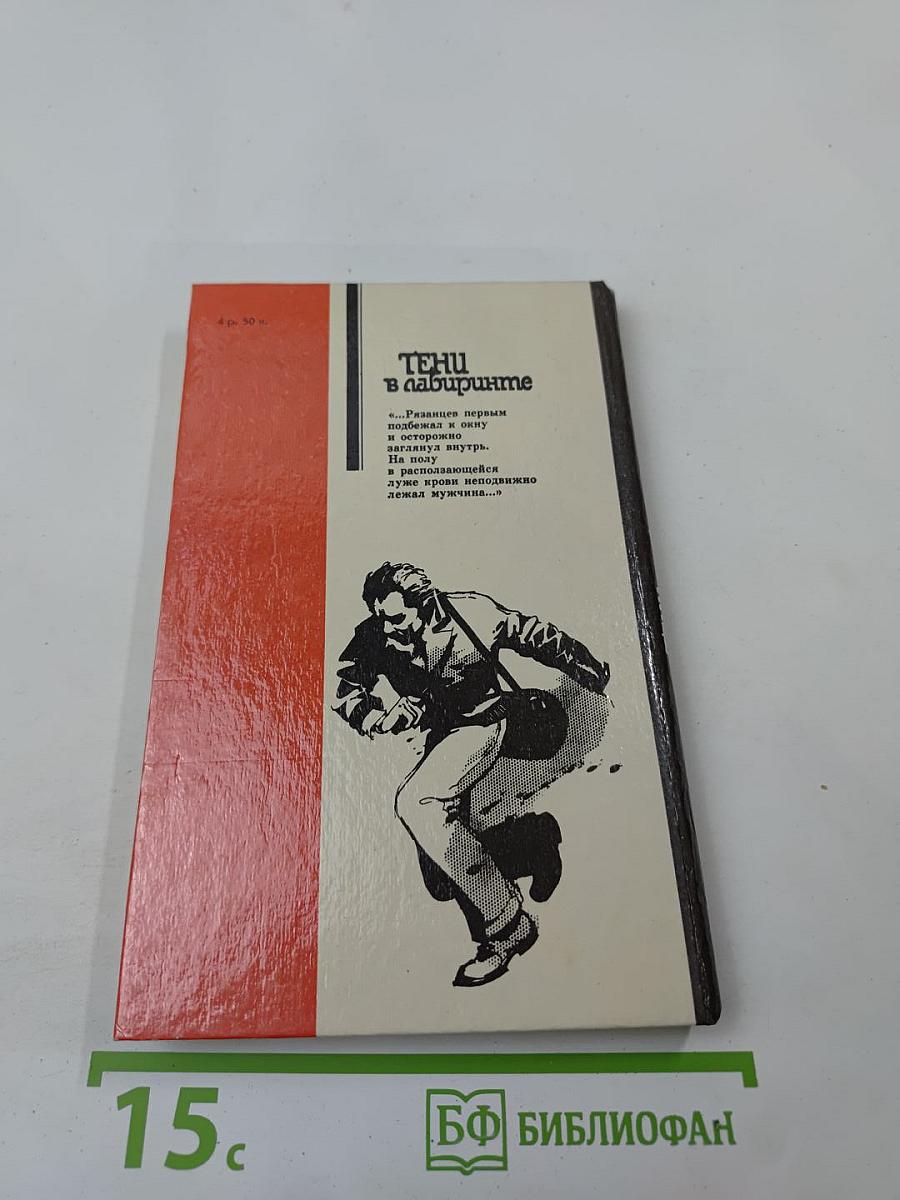 4 р. 50 к.
ТЕНИ
в лабиринте
«...Рязанцев первым
подбежал к окну
и осторожно
заглянул внутрь.
На полу
в расползающейся
луже крови неподвижно
лежал мужчина...»
15 с
БФ БИБЛИОФАН